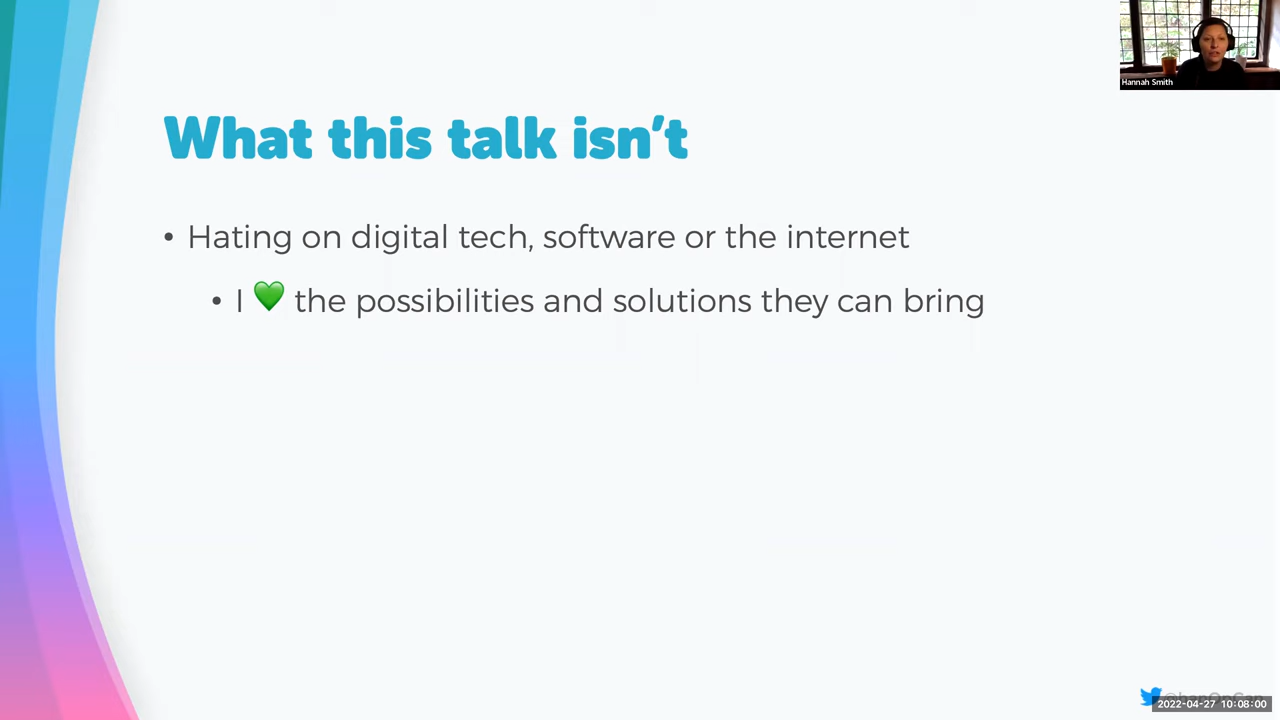 Hannah Smith
What this talk isn’t
• Hating on digital tech, software or the internet
• I 💚 the possibilities and solutions they can bring
2022-04-27 10:08:00